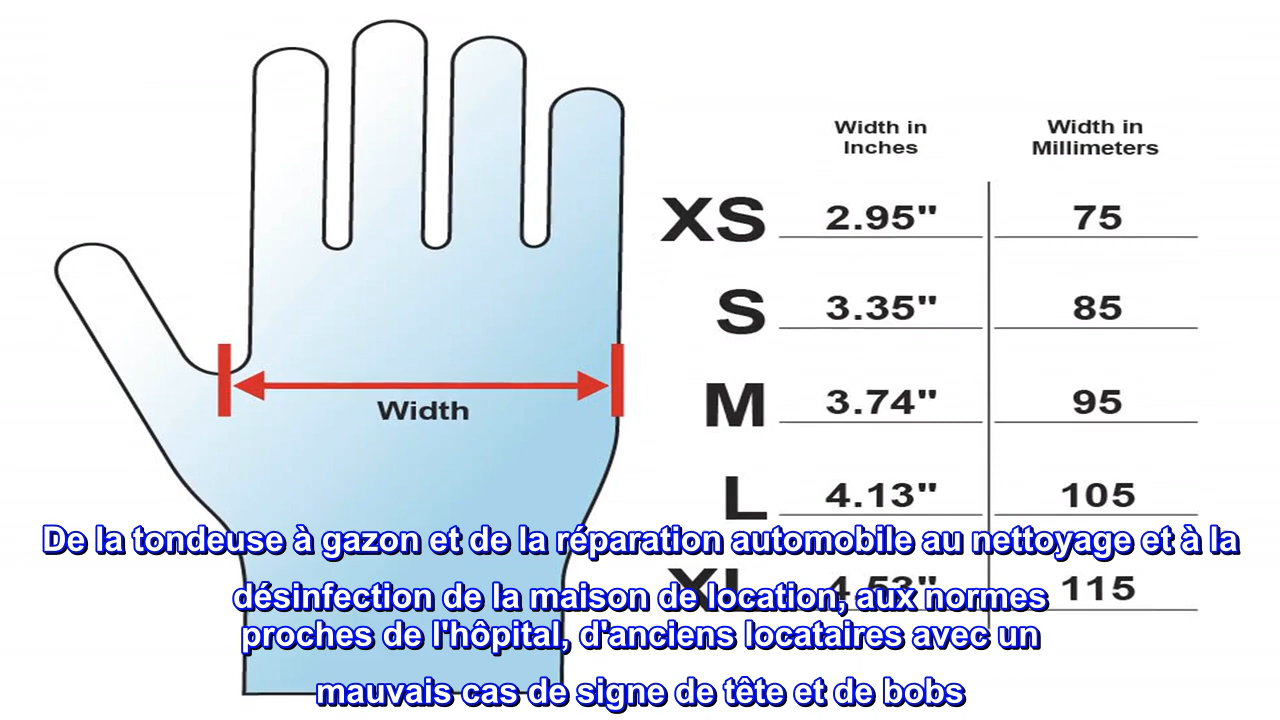 Width in Inches
Width in Millimeters
XS 2.95" 75
S 3.35" 85
M 3.74" 95
Width
L 4.13" 105
De la tondeuse à gazon et de la réparation automobile au nettoyage et à la
XL 4.53" 115
désinfection de la maison de location, aux normes
proches de l'hôpital, d'anciens locataires avec un
mauvais cas de signe de tête et de bobs